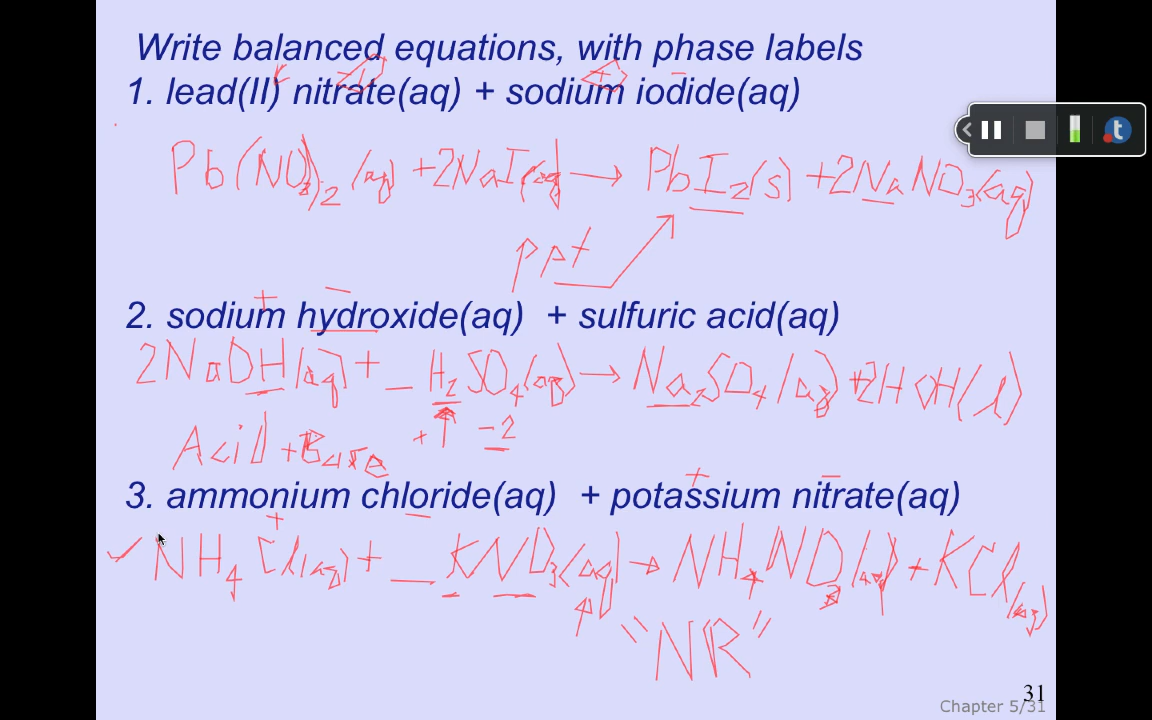 Write balanced equations, with phase labels
1. lead(II) nitrate(aq) + sodium iodide(aq)
Pb(NO3)2 (aq) + 2NaI(aq) → PbI2(s) + 2NaNO3(aq)
ppt
2. sodium hydroxide(aq) + sulfuric acid(aq)
+ −
2NaOH(aq) + _ H2SO4(aq) → Na2SO4(aq) + 2HOH(l)
+ −2
Acid + Base
3. ammonium chloride(aq) + potassium nitrate(aq)
+ − + −
NH4Cl(aq) + _ KNO3(aq) → NH4NO3(aq) + KCl(aq)
"NR"
31
Chapter 5/31
t